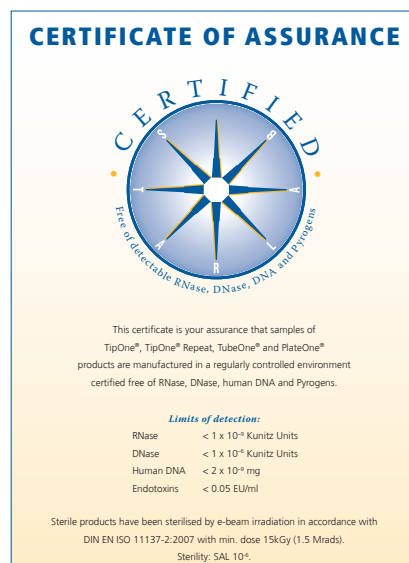 CERTIFICATE OF ASSURANCE
CERTIFIED
STARLAB
Free of detectable RNase, DNase, DNA and Pyrogens
This certificate is your assurance that samples of
TipOne®, TipOne® Repeat, TubeOne® and PlateOne®
products are manufactured in a regularly controlled environment
certified free of RNase, DNase, human DNA and Pyrogens.
Limits of detection:
RNase < 1 x 10⁻⁹ Kunitz Units
DNase < 1 x 10⁻⁶ Kunitz Units
Human DNA < 2 x 10⁻⁹ mg
Endotoxins < 0.05 EU/ml
Sterile products have been sterilised by e-beam irradiation in accordance with
DIN EN ISO 11137-2:2007 with min. dose 15kGy (1.5 Mrads).
Sterility: SAL 10⁻⁶.